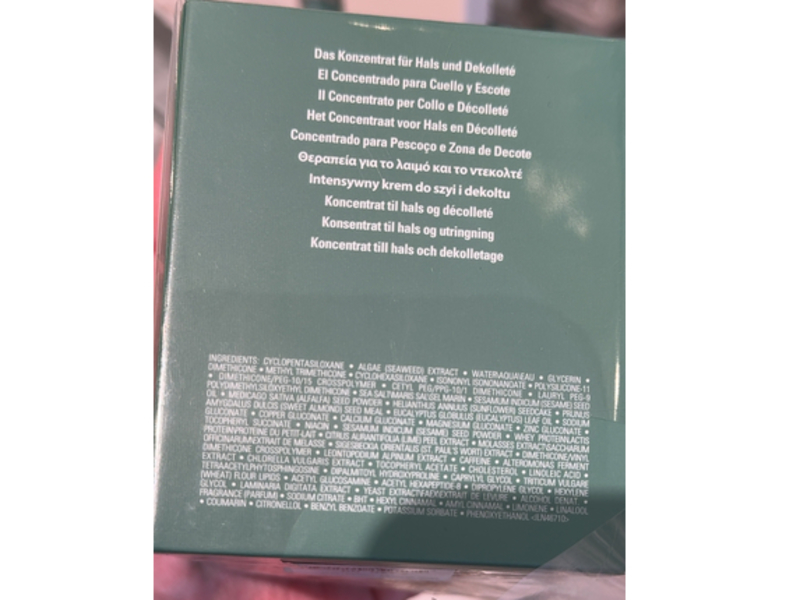 Das Konzentrat für Hals und Dekolleté
El Concentrado para Cuello y Escote
Il Concentrato per Collo e Décolleté
Het Concentraat voor Hals en Décolleté
Concentrado para Pescoço e Zona de Decote
Θεραπεία για το λαιμό και το ντεκολτέ
Intensywny krem do szyi i dekoltu
Koncentrat til hals og décolleté
Konsentrat til hals og utringning
Koncentrat till hals och dekolletage
INGREDIENTS: CYCLOPENTASILOXANE • ALGAE (SEAWEED) EXTRACT • WATER\AQUA\EAU • GLYCERIN •
DIMETHICONE • METHYL TRIMETHICONE • CYCLOHEXASILOXANE • ISONONYL ISONONANOATE • POLYSILICONE-11
• DIMETHICONE/PEG-10/15 CROSSPOLYMER • CETYL PEG/PPG-10/1 DIMETHICONE • LAURYL PEG-9
POLYDIMETHYLSILOXYETHYL DIMETHICONE • SEA SALT\MARIS SAL\SEL MARIN • SESAMUM INDICUM (SESAME) SEED
OIL • MEDICAGO SATIVA (ALFALFA) SEED POWDER • HELIANTHUS ANNUUS (SUNFLOWER) SEEDCAKE • PRUNUS
AMYGDALUS DULCIS (SWEET ALMOND) SEED MEAL • EUCALYPTUS GLOBULUS (EUCALYPTUS) LEAF OIL • SODIUM
GLUCONATE • COPPER GLUCONATE • CALCIUM GLUCONATE • MAGNESIUM GLUCONATE • ZINC GLUCONATE •
TOCOPHERYL SUCCINATE • NIACIN • SESAMUM INDICUM (SESAME) SEED POWDER • WHEY PROTEIN\LACTIS
PROTEIN\PROTEINE DU PETIT-LAIT • CITRUS AURANTIFOLIA (LIME) PEEL EXTRACT • MOLASSES EXTRACT\SACCHARUM
OFFICINARUM\EXTRAIT DE MELASSE • SIGESBECKIA ORIENTALIS (ST. PAUL'S WORT) EXTRACT • DIMETHICONE/VINYL
DIMETHICONE CROSSPOLYMER • LEONTOPODIUM ALPINUM EXTRACT • CAFFEINE • ALTEROMONAS FERMENT
EXTRACT • CHLORELLA VULGARIS EXTRACT • TOCOPHERYL ACETATE • CHOLESTEROL • LINOLEIC ACID •
TETRAACETYLPHYTOSPHINGOSINE • DIPALMITOYL HYDROXYPROLINE • CAPRYLYL GLYCOL • TRITICUM VULGARE
(WHEAT) FLOUR LIPIDS • ACETYL GLUCOSAMINE • ACETYL HEXAPEPTIDE-8 • DIPROPYLENE GLYCOL • HEXYLENE
GLYCOL • LAMINARIA DIGITATA EXTRACT • YEAST EXTRACT\FAEX\EXTRAIT DE LEVURE • ALCOHOL DENAT. •
FRAGRANCE (PARFUM) • SODIUM CITRATE • BHT • HEXYL CINNAMAL • AMYL CINNAMAL • LIMONENE • LINALOOL
• COUMARIN • CITRONELLOL • BENZYL BENZOATE • POTASSIUM SORBATE • PHENOXYETHANOL <ILN48710>